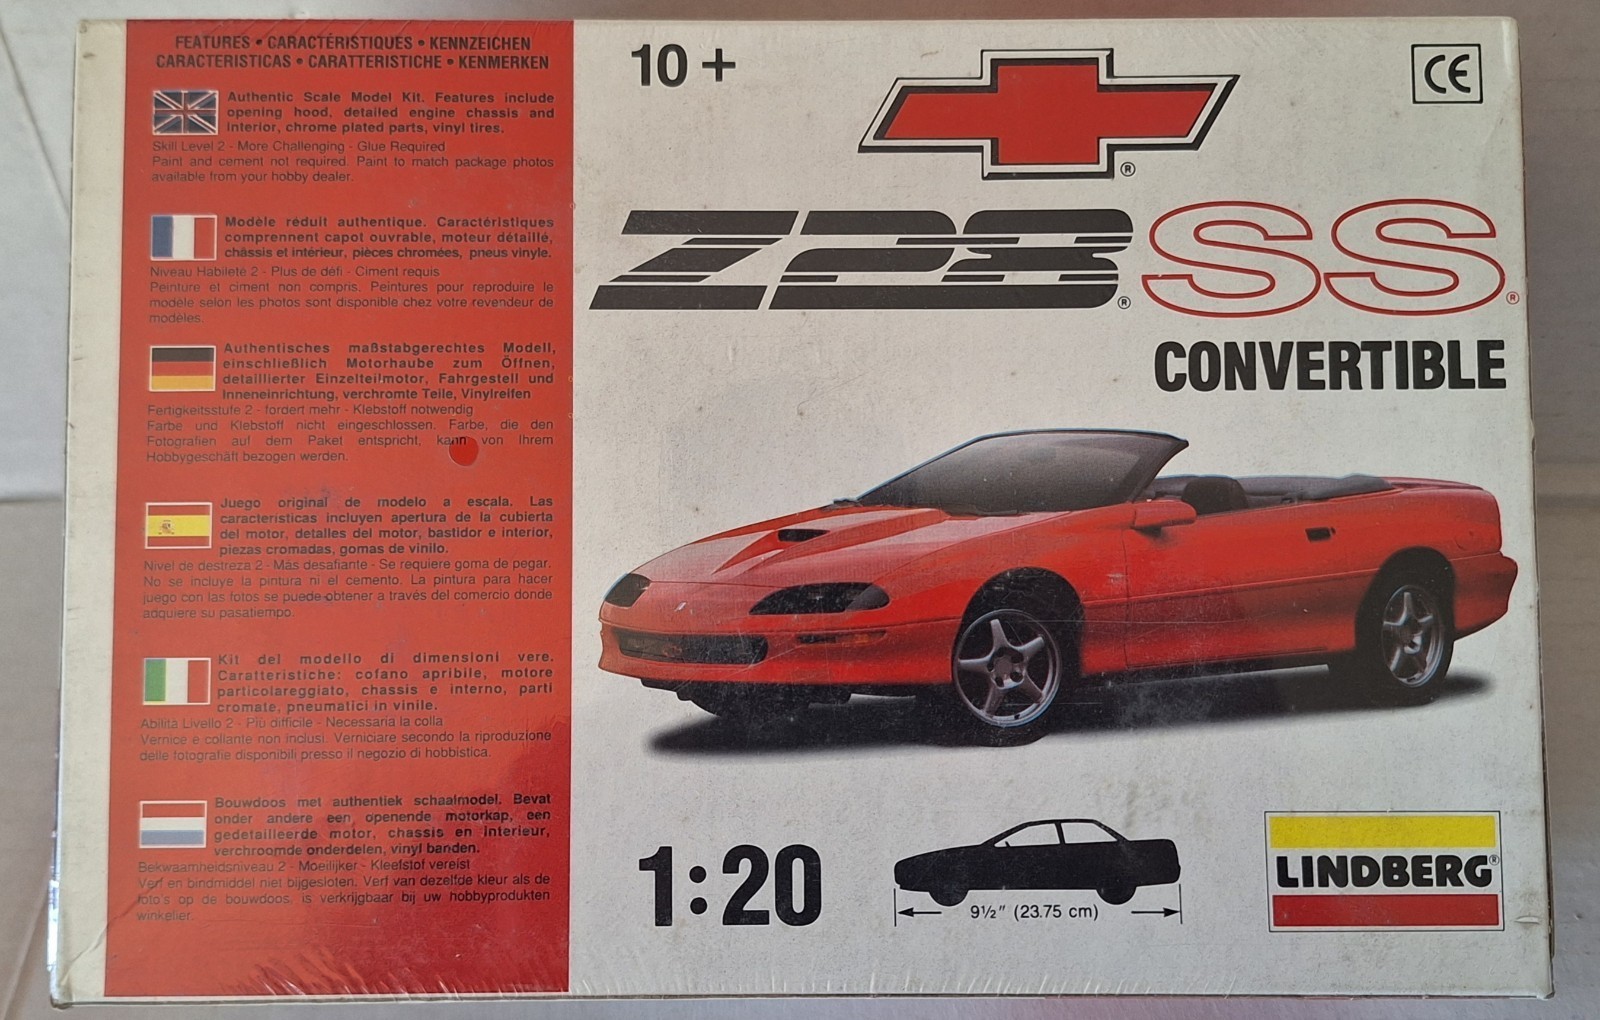 FEATURES • CARACTÉRISTIQUES • KENNZEICHEN
CARACTERISTICAS • CARATTERISTICHE • KENMERKEN
Authentic Scale Model Kit. Features include
opening hood, detailed engine chassis and
interior, chrome plated parts, vinyl tires.
Skill Level 2 - More Challenging - Glue Required
Paint and cement not required. Paint to match package photos
available from your hobby dealer.
Modèle réduit authentique. Caractéristiques
comprennent capot ouvrable, moteur détaillé,
châssis et intérieur, pièces chromées, pneus vinyle.
Niveau Habileté 2 - Plus de défi - Ciment requis
Peinture et ciment non compris. Peintures pour reproduire le
modèle selon les photos sont disponible chez votre revendeur de
modèles.
Authentisches maßstabgerechtes Modell,
einschließlich Motorhaube zum Öffnen,
detaillierter Einzelteilmotor, Fahrgestell und
Inneneinrichtung, verchromte Teile, Vinylreifen
Fertigkeitsstufe 2 - fordert mehr - Klebstoff notwendig
Farbe und Klebstoff nicht eingeschlossen. Farbe, die den
Fotografien auf dem Paket entspricht, kann von Ihrem
Hobbygeschäft bezogen werden.
Juego original de modelo a escala. Las
características incluyen apertura de la cubierta
del motor, detalles del motor, bastidor e interior,
piezas cromadas, gomas de vinilo.
Nivel de destreza 2 - Más desafiante - Se requiere goma de pegar.
No se incluye la pintura ni el cemento. La pintura para hacer
juego con las fotos se puede obtener a través del comercio donde
adquiere su pasatiempo.
Kit del modello di dimensioni vere.
Caratteristiche: cofano apribile, motore
particolareggiato, chassis e interno, parti
cromate, pneumatici in vinile.
Abilità Livello 2 - Più difficile - Necessaria la colla
Vernice e collante non inclusi. Verniciare secondo la riproduzione
delle fotografie disponibili presso il negozio di hobbistica.
Bouwdoos met authentiek schaalmodel. Bevat
onder andere een openende motorkap, een
gedetailleerde motor, chassis en interieur,
verchroomde onderdelen, vinyl banden.
Bekwaamheidsniveau 2 - Moeilijker - Kleefstof vereist
Verf en bindmiddel niet bijgesloten. Verf van dezelfde kleur als de
foto's op de bouwdoos, is verkrijgbaar bij uw hobbyprodukten
winkelier.
10 +
®
CE
Z28® SS®
CONVERTIBLE
1:20
9½" (23.75 cm)
LINDBERG®